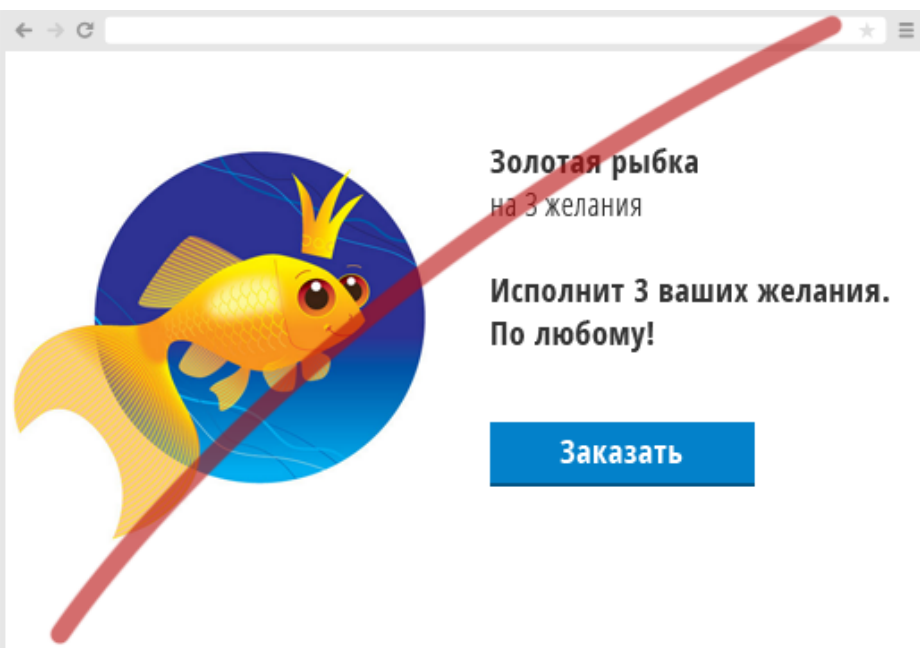 Золотая рыбка
на 3 желания
Исполнит 3 ваших желания.
По любому!
Заказать